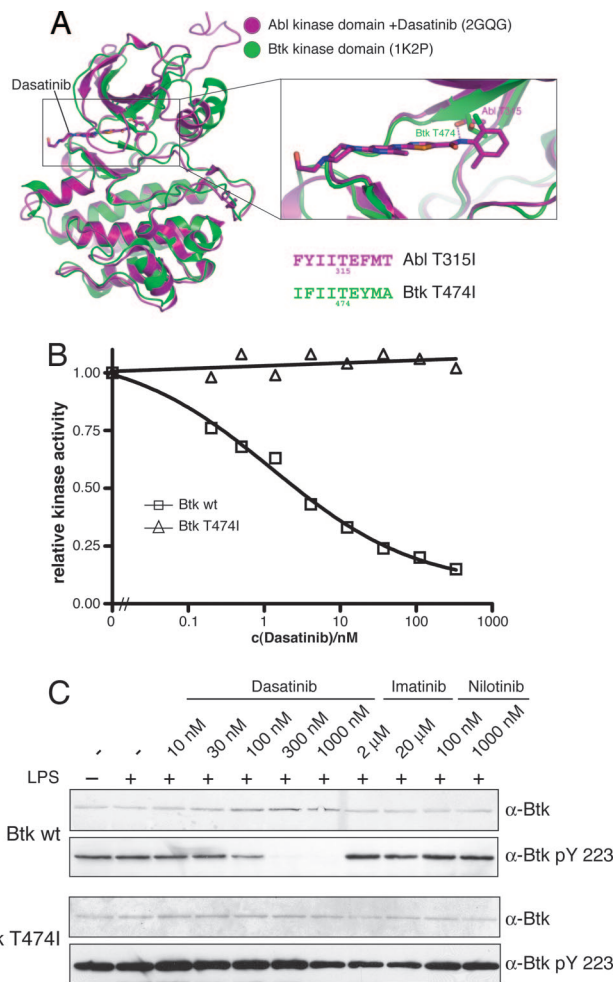 A
Abl kinase domain +Dasatinib (2GQG)
Btk kinase domain (1K2P)
Dasatinib
Abl T315
Btk T474
FYIITEFMT Abl T315I
315
IFIITEYMA Btk T474I
474
B
relative kinase activity
1.00
0.75
0.50
0.25
0.00
Btk wt
Btk T474I
0 0.1 1 10 100 1000
c(Dasatinib)/nM
C
Dasatinib Imatinib Nilotinib
- - 10 nM 30 nM 100 nM 300 nM 1000 nM 2 µM 20 µM 100 nM 1000 nM
LPS − + + + + + + + + + +
Btk wt
α-Btk
α-Btk pY 223
k T474I
α-Btk
α-Btk pY 223